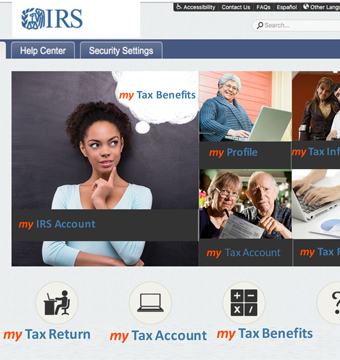 IRS
Accessibility Contact Us FAQs Español Other Lang
Search...
Help Center Security Settings
my Tax Benefits
my Profile
my Tax Inf
my IRS Account
my Tax Account
my Tax
my Tax Return
my Tax Account
my Tax Benefits
?